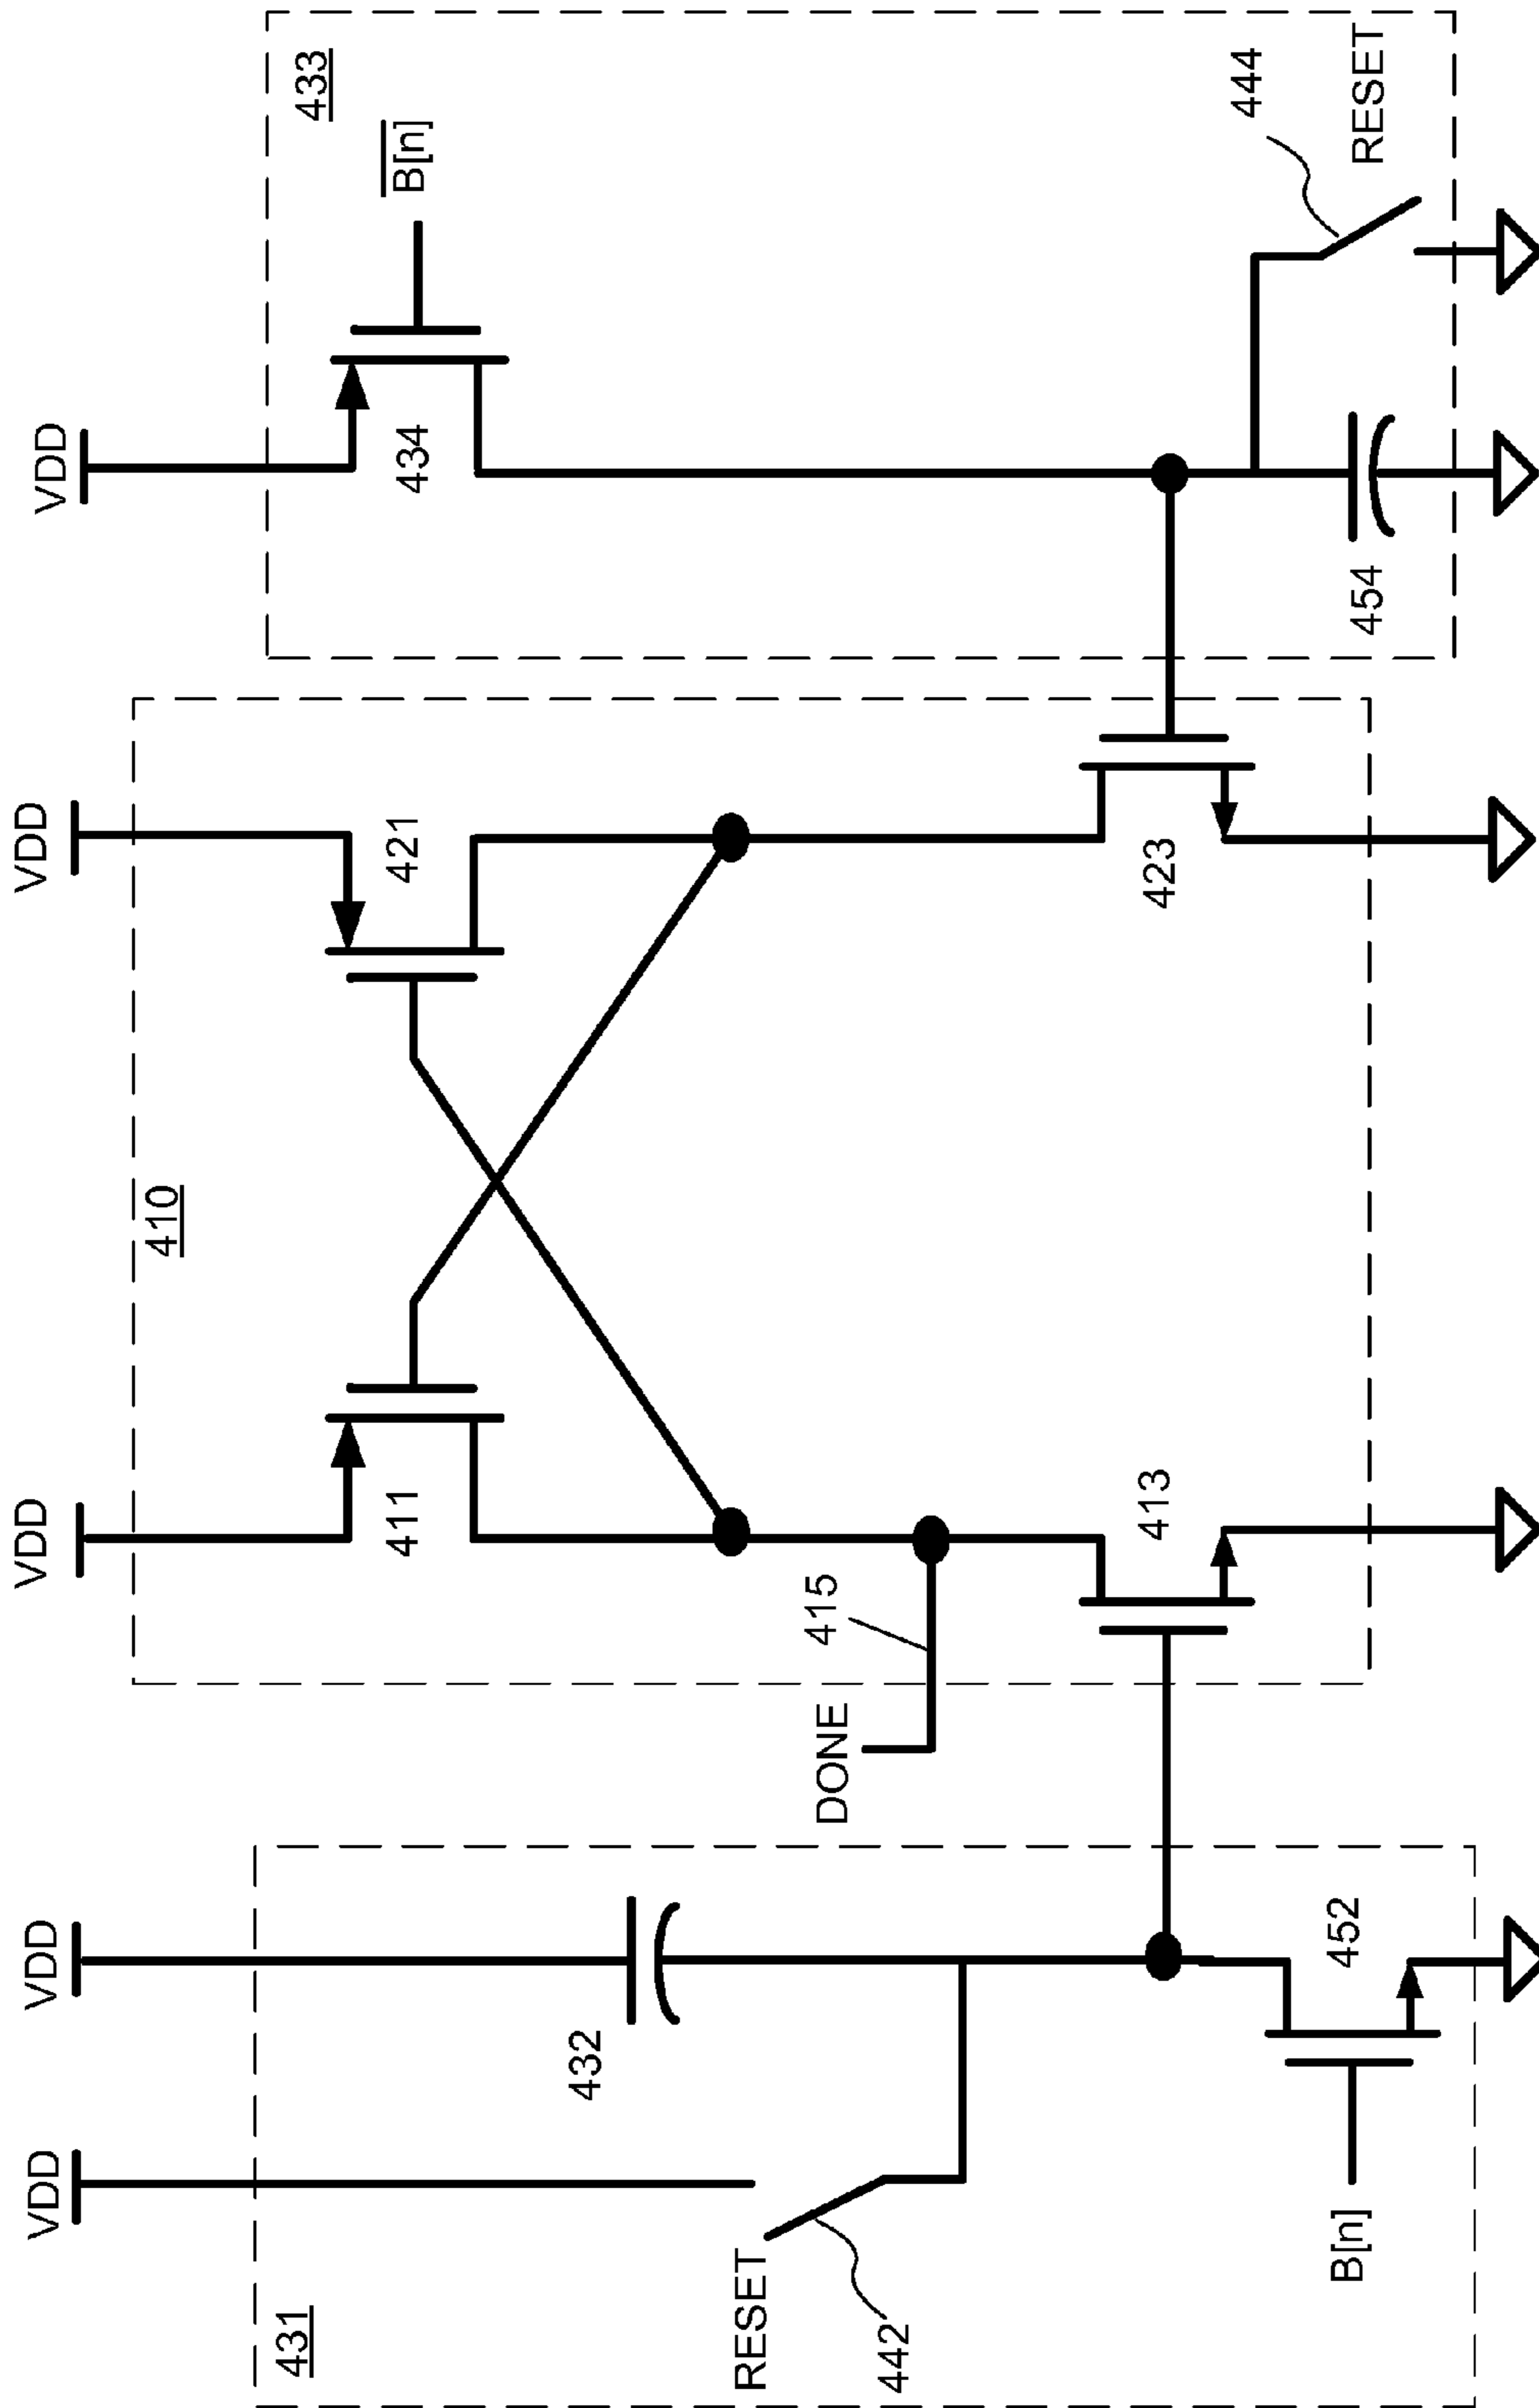 VDD
VDD
VDD
VDD
VDD
431
410
433
B[n]
411
421
434
432
RESET
442
DONE
415
413
423
B[n]
452
454
444
RESET